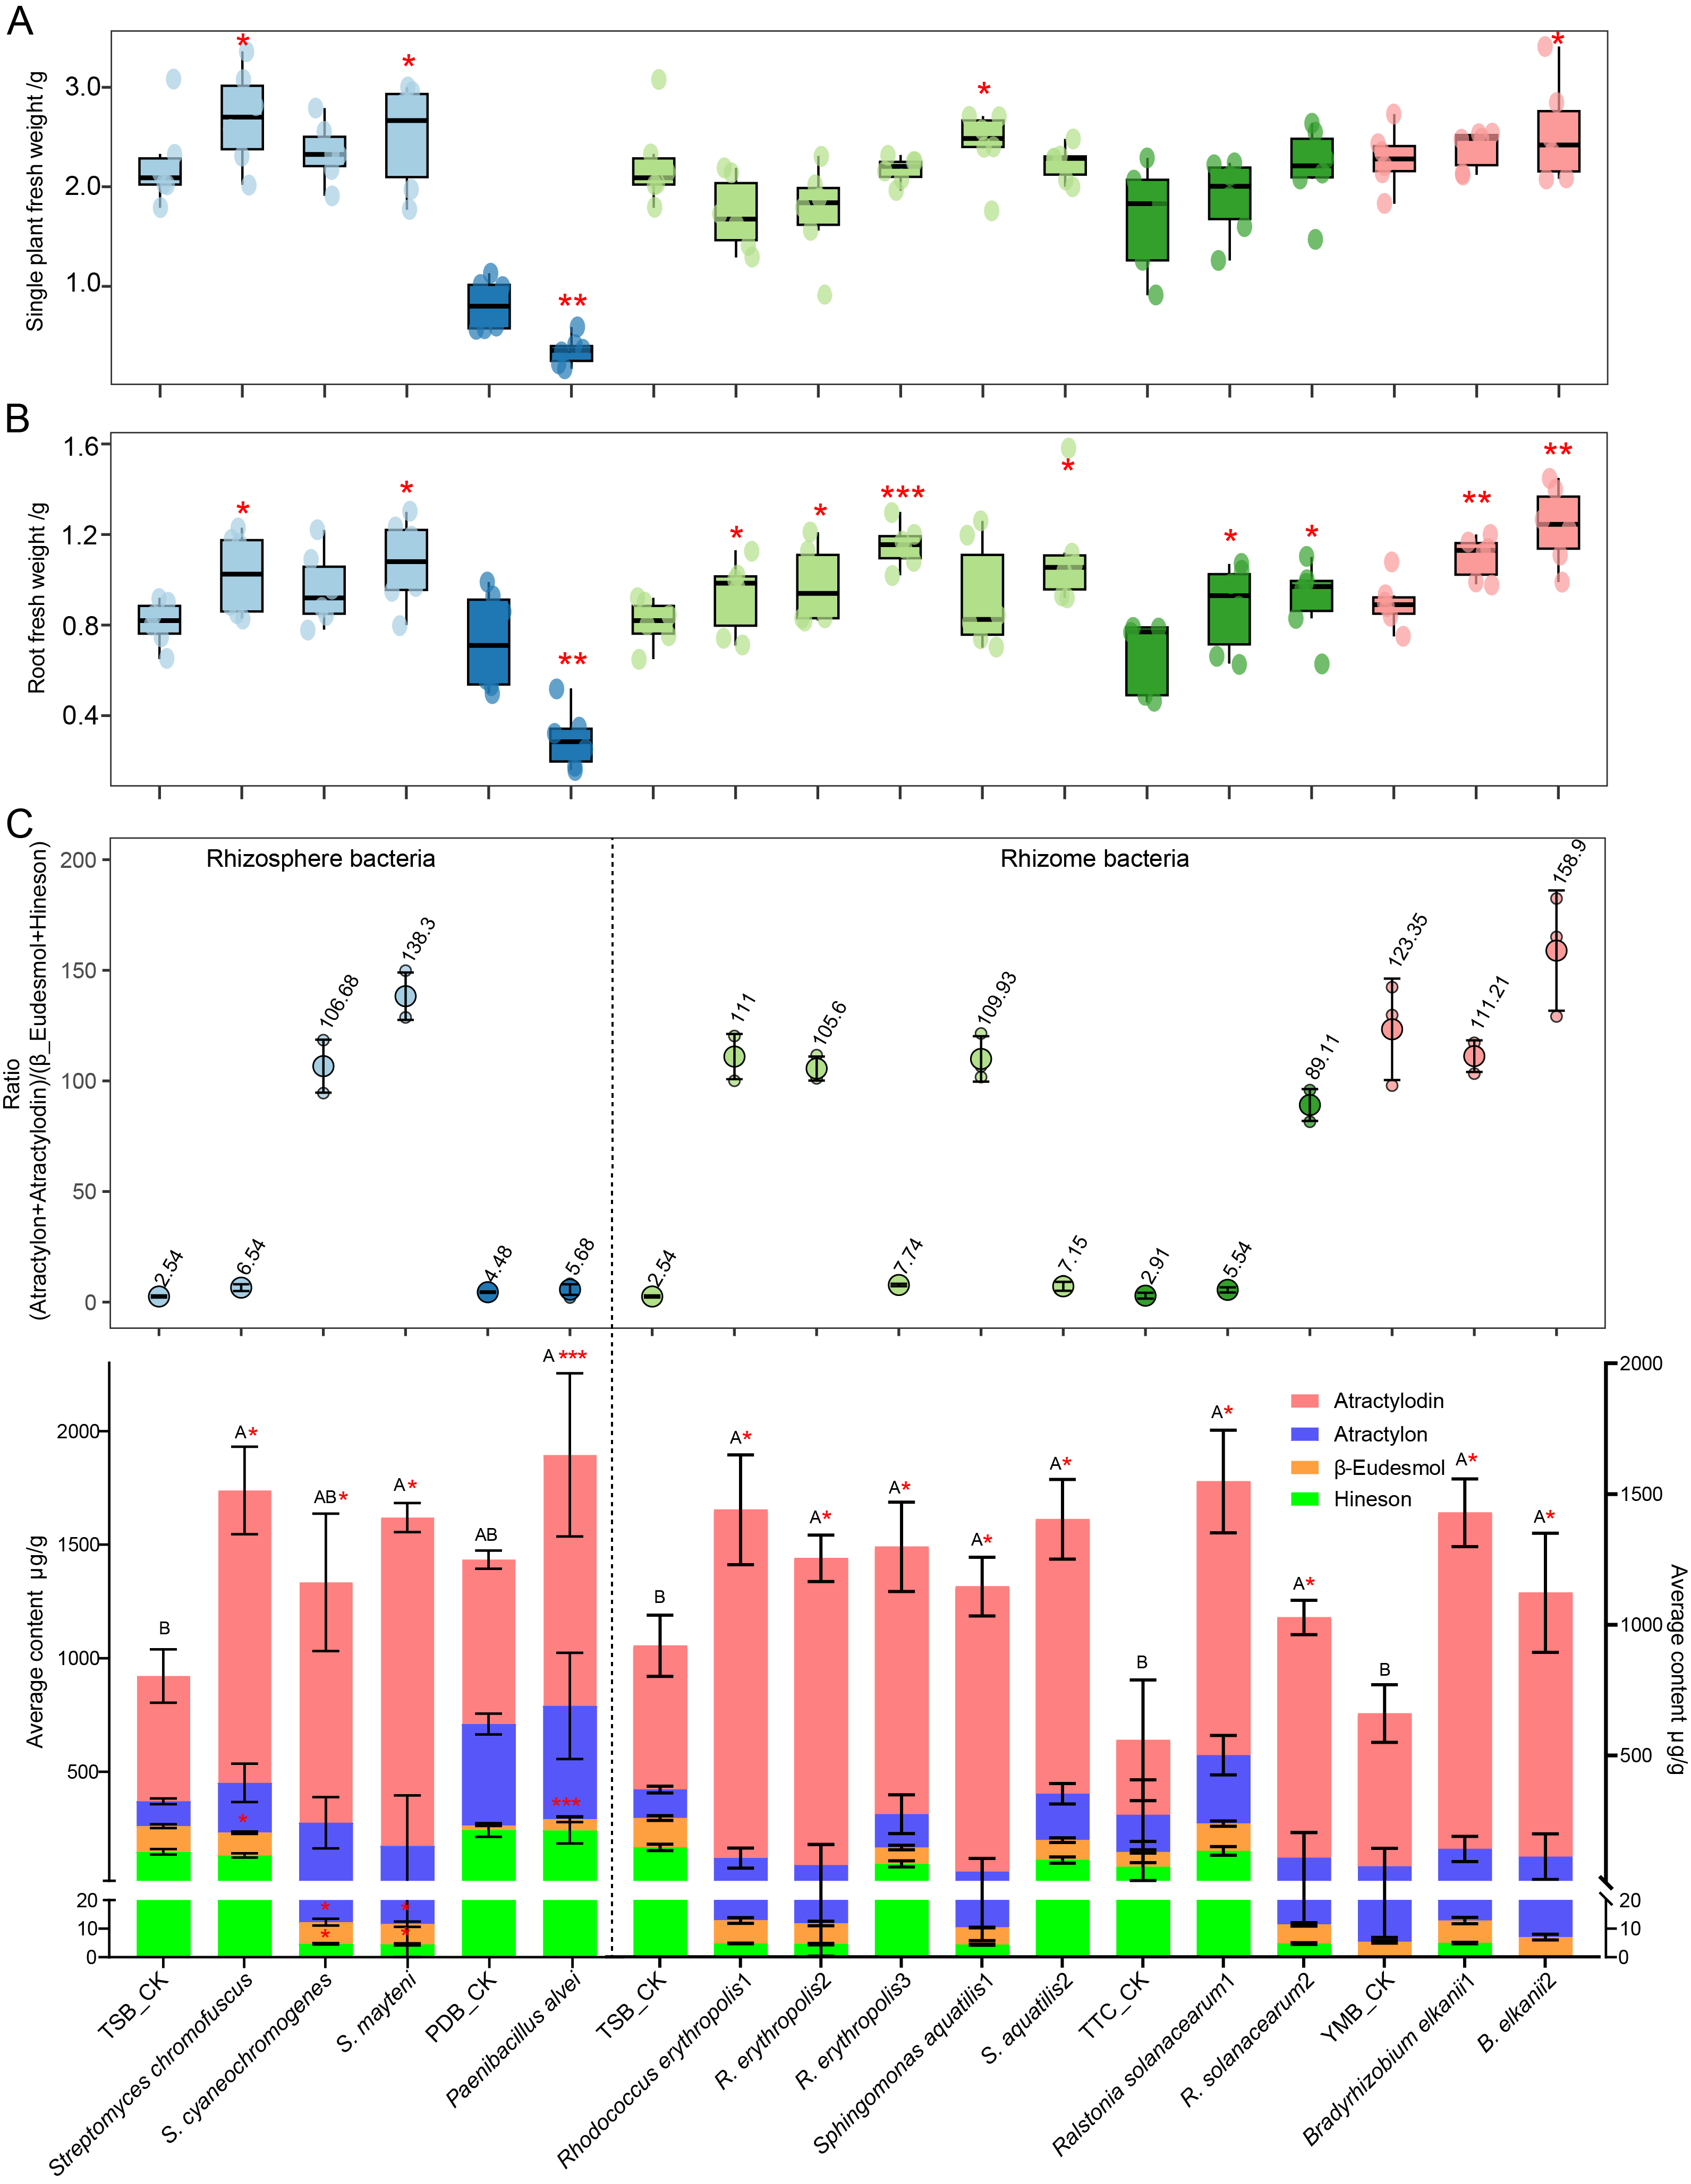 A
Single plant fresh weight /g
3.0
2.0
1.0
*
*
**
*
*
B
Root fresh weight /g
1.6
1.2
0.8
0.4
*
*
**
*
*
***
*
*
*
**
**
C
Ratio
(Atractylon+Atractylodin)/(β_Eudesmol+Hineson)
200
150
100
50
0
Rhizosphere bacteria
Rhizome bacteria
2.54
6.54
106.68
138.3
4.48
5.68
2.54
111
105.6
7.74
109.93
7.15
2.91
5.54
89.11
123.35
111.21
158.9
Average content µg/g
2000
1500
1000
500
20
10
0
B
A*
AB*
A*
AB
A***
B
A*
A*
A*
A*
A*
B
A*
A*
B
A*
A*
*
***
*
*
*
*
Atractylodin
Atractylon
β-Eudesmol
Hineson
2000
1500
1000
500
20
10
0
Average content µg/g
TSB_CK
Streptomyces chromofuscus
S. cyaneochromogenes
S. mayteni
PDB_CK
Paenibacillus alvei
TSB_CK
Rhodococcus erythropolis1
R. erythropolis2
R. erythropolis3
Sphingomonas aquatilis1
S. aquatilis2
TTC_CK
Ralstonia solanacearum1
R. solanacearum2
YMB_CK
Bradyrhizobium elkanii1
B. elkanii2